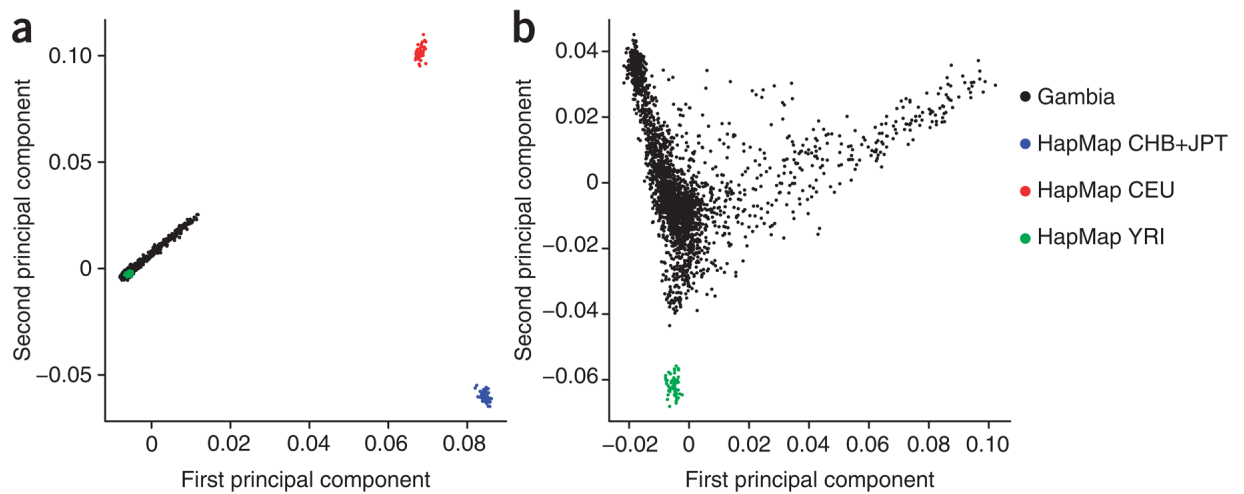 a
Second principal component
0.10
0.05
0
−0.05
0
0.02
0.04
0.06
0.08
First principal component
b
Second principal component
0.04
0.02
0
−0.02
−0.04
−0.06
−0.02
0
0.02
0.04
0.06
0.08
0.10
First principal component
Gambia
HapMap CHB+JPT
HapMap CEU
HapMap YRI